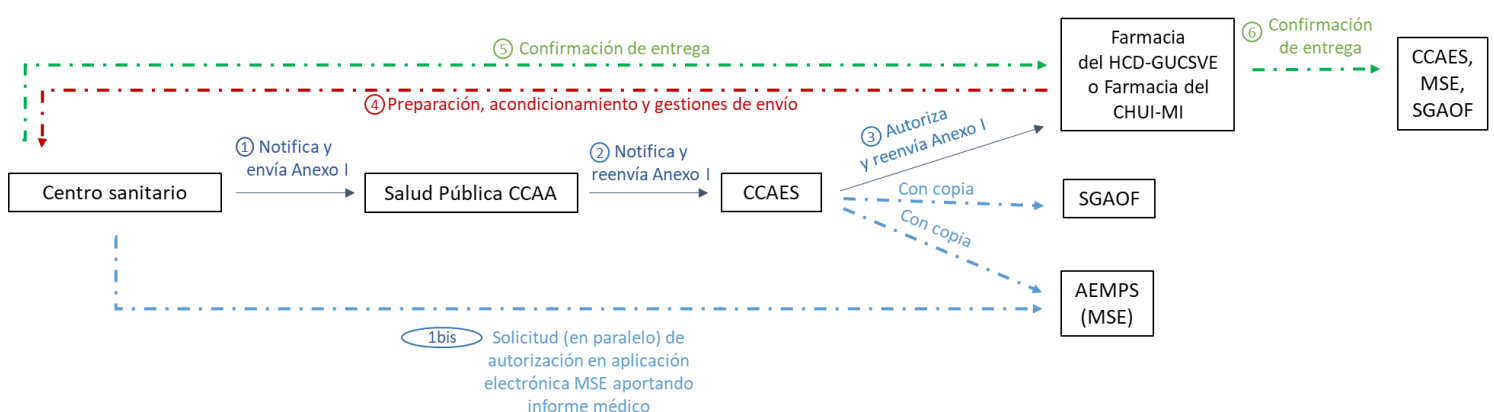 ⑤ Confirmación de entrega
④ Preparación, acondicionamiento y gestiones de envío
Farmacia
del HCD-GUCSVE
o Farmacia del
CHUI-MI
⑥ Confirmación
de entrega
CCAES,
MSE,
SGAOF
① Notifica y
envía Anexo I
② Notifica y
reenvía Anexo I
③ Autoriza
y reenvía Anexo I
Centro sanitario
Salud Pública CCAA
CCAES
Con copia
SGAOF
Con copia
AEMPS
(MSE)
1bis Solicitud (en paralelo) de
autorización en aplicación
electrónica MSE aportando
informe médico